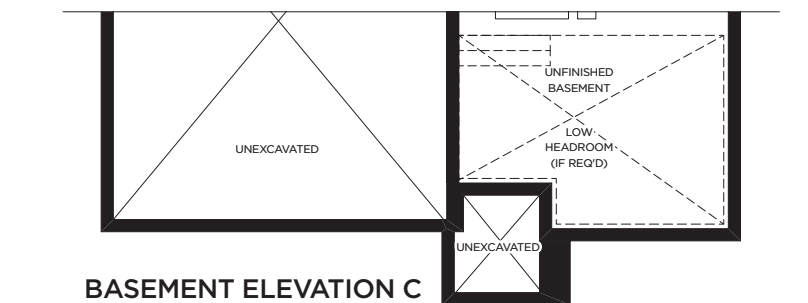 UNFINISHED
BASEMENT
LOW
HEADROOM
(IF REQ'D)
UNEXCAVATED
UNEXCAVATED
BASEMENT ELEVATION C